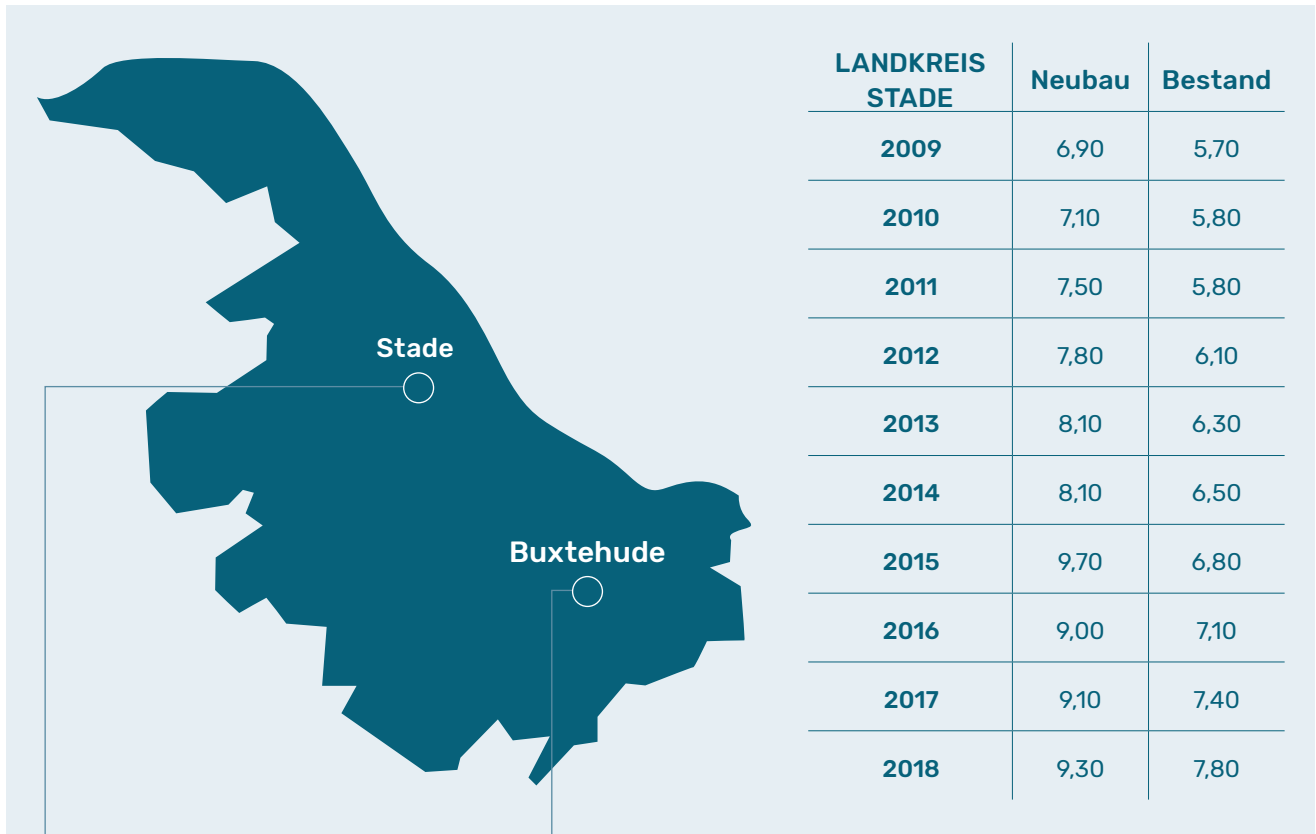 LANDKREIS
STADE
Neubau Bestand
2009 6,90 5,70
2010 7,10 5,80
2011 7,50 5,80
2012 7,80 6,10
2013 8,10 6,30
2014 8,10 6,50
2015 9,70 6,80
2016 9,00 7,10
2017 9,10 7,40
2018 9,30 7,80
Stade
Buxtehude